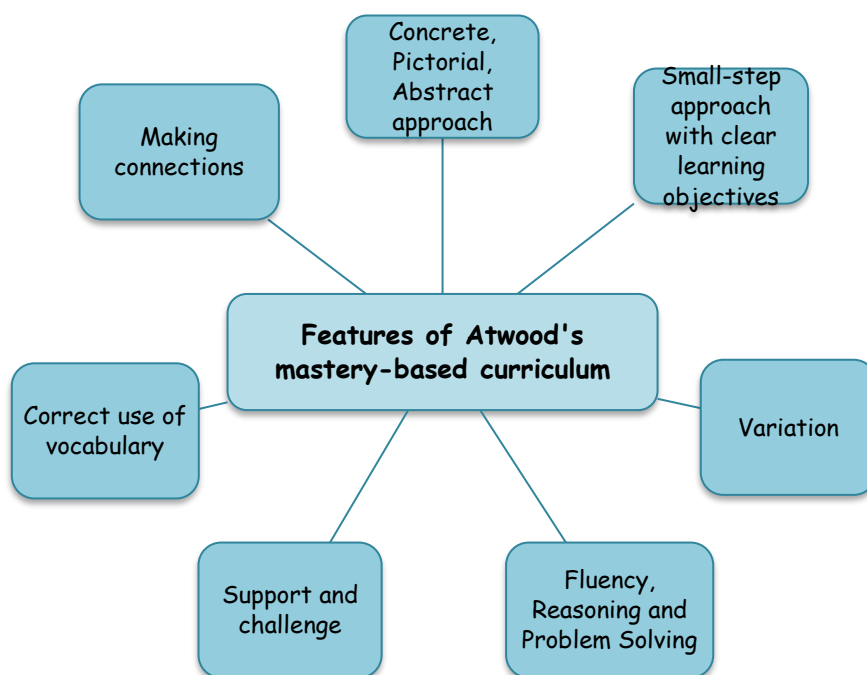 Concrete,
Pictorial,
Abstract
approach
Small-step
approach
with clear
learning
objectives
Making
connections
Features of Atwood's
mastery-based curriculum
Correct use of
vocabulary
Variation
Support and
challenge
Fluency,
Reasoning and
Problem Solving